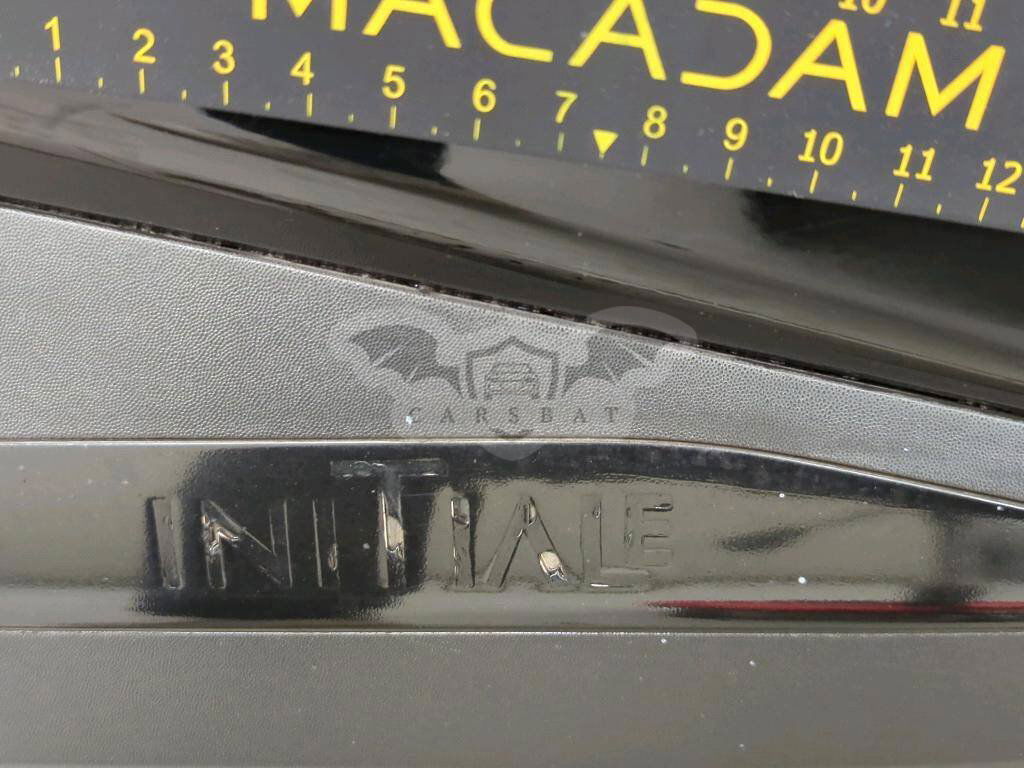 10 11
MACADAM
1 2 3 4 5 6 7 8 9 10 11 12
CARSBAT
INITIALE